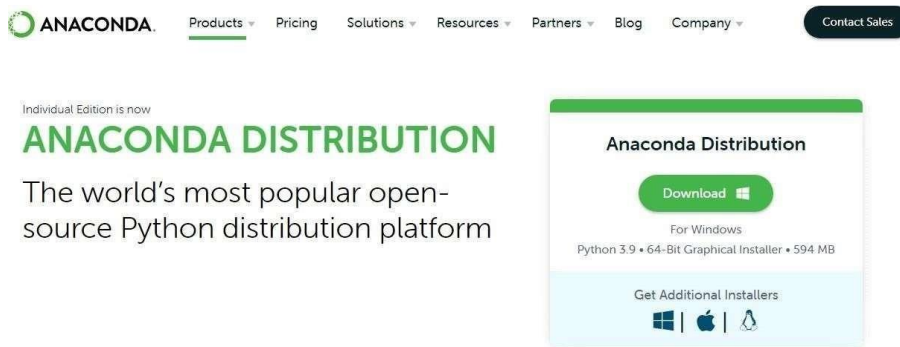 ANACONDA.
Products Pricing Solutions Resources Partners Blog Company Contact Sales
Individual Edition is now
ANACONDA DISTRIBUTION
The world's most popular open-
source Python distribution platform
Anaconda Distribution
Download
For Windows
Python 3.9 • 64-Bit Graphical Installer • 594 MB
Get Additional Installers